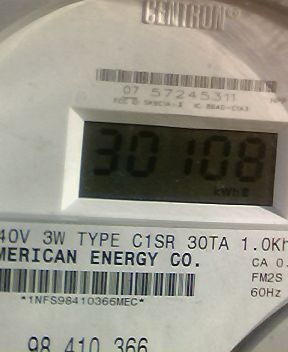 CENTRON®
07 57245311
30108
kWh
40V 3W TYPE C1SR 30TA 1.0Kh
MERICAN ENERGY CO.
CA 0.
FM2S
60Hz
*1NFS98410366MEC*
98 410 366